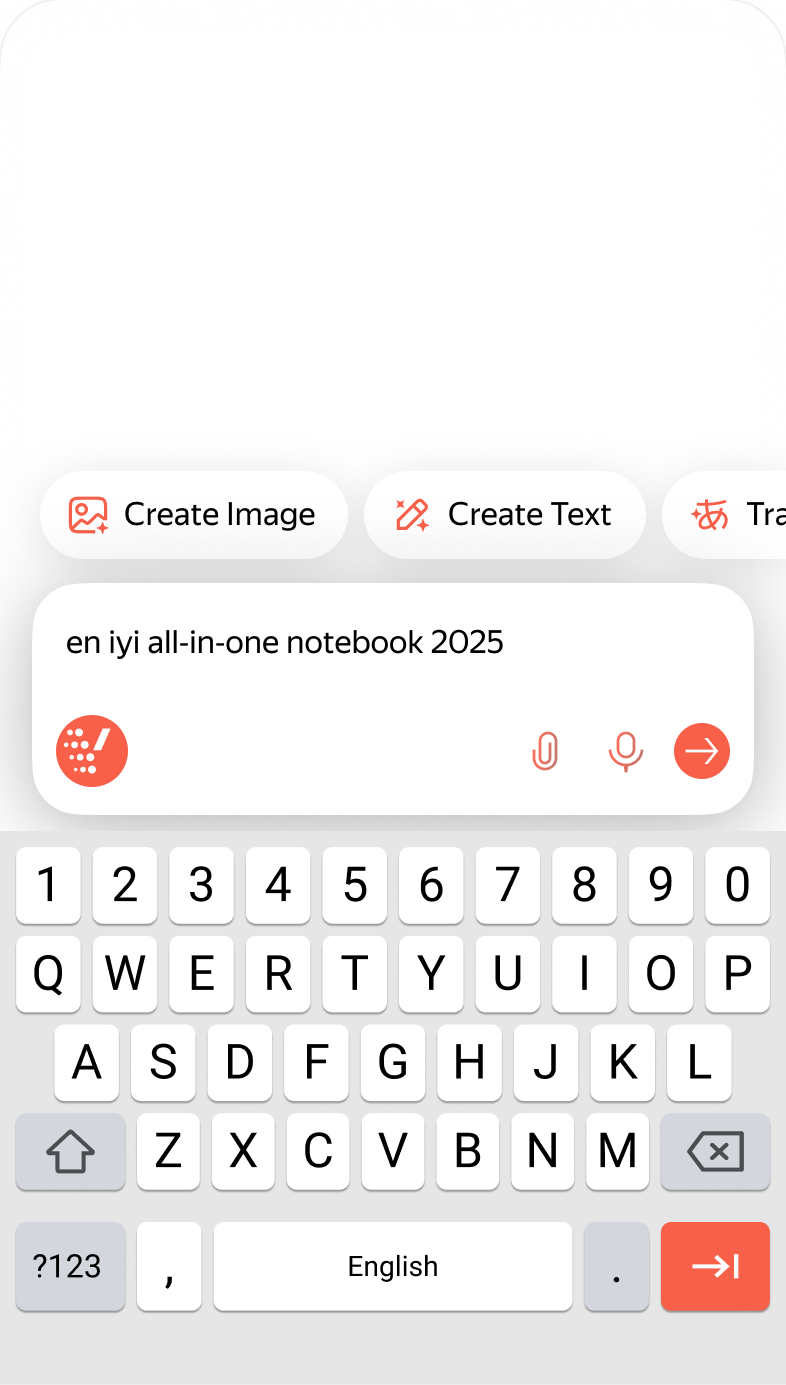 Create Image Create Text Tra
en iyi all-in-one notebook 2025
1 2 3 4 5 6 7 8 9 0
Q W E R T Y U I O P
A S D F G H J K L
Z X C V B N M
?123 , English .